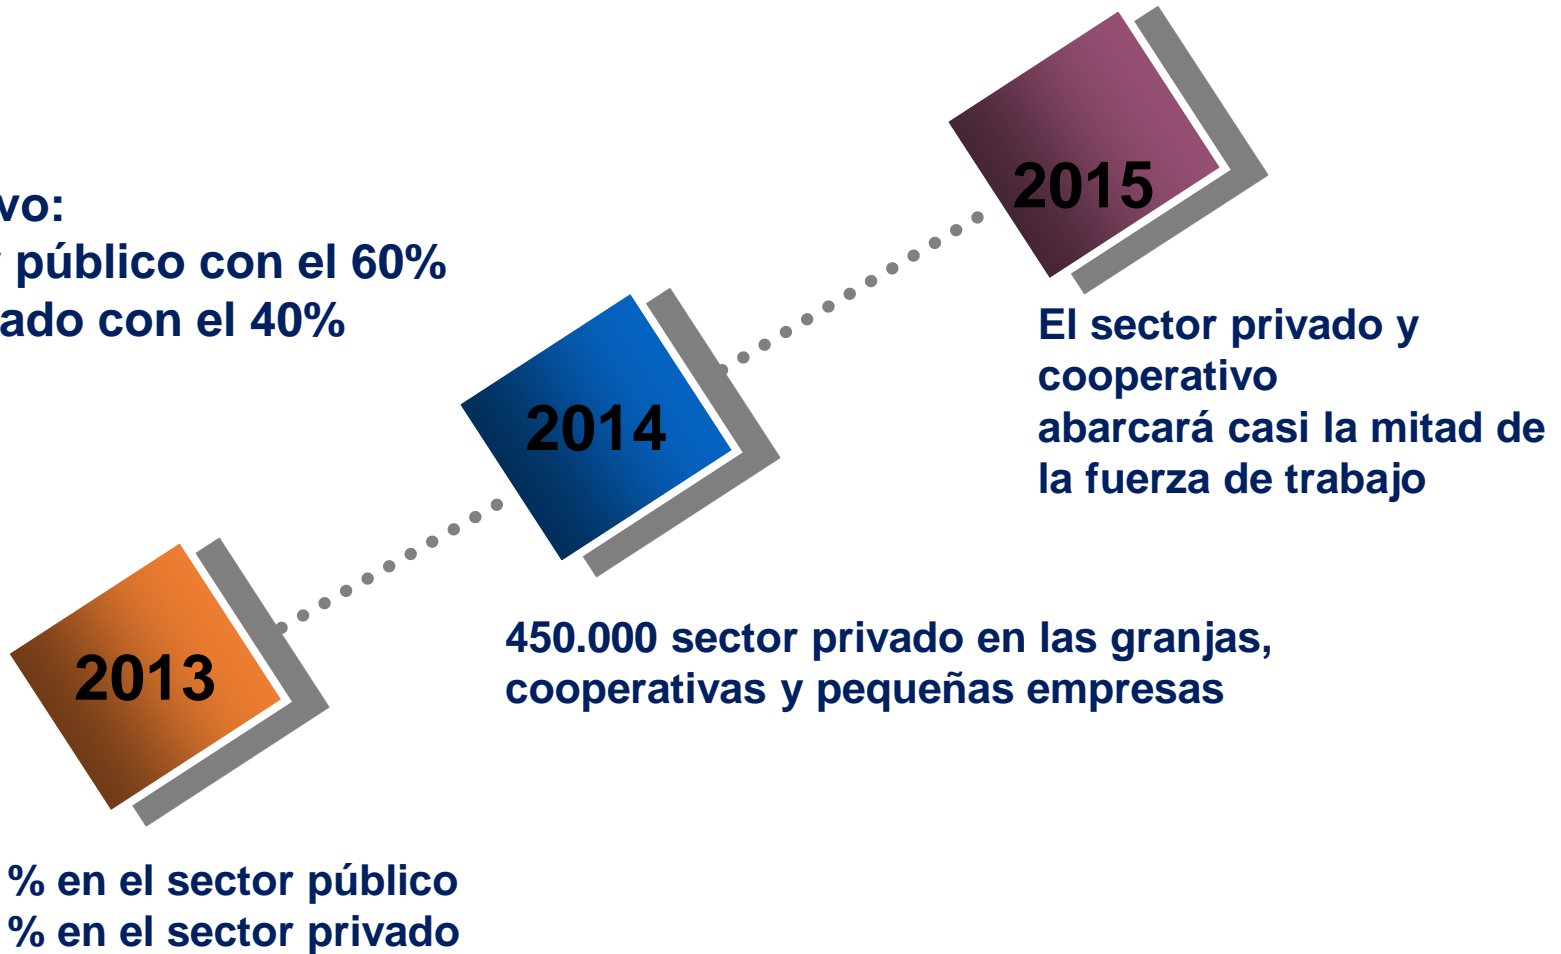 2015
vo:
público con el 60%
ado con el 40%
El sector privado y
cooperativo
abarcará casi la mitad de
la fuerza de trabajo
2014
450.000 sector privado en las granjas,
cooperativas y pequeñas empresas
2013
% en el sector público
% en el sector privado